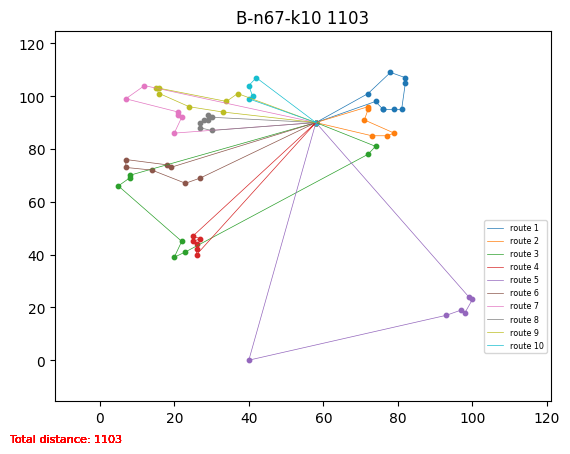 B-n67-k10 1103
120
100
80
60
40
20
0
0 20 40 60 80 100 120
route 1
route 2
route 3
route 4
route 5
route 6
route 7
route 8
route 9
route 10
Total distance: 1103